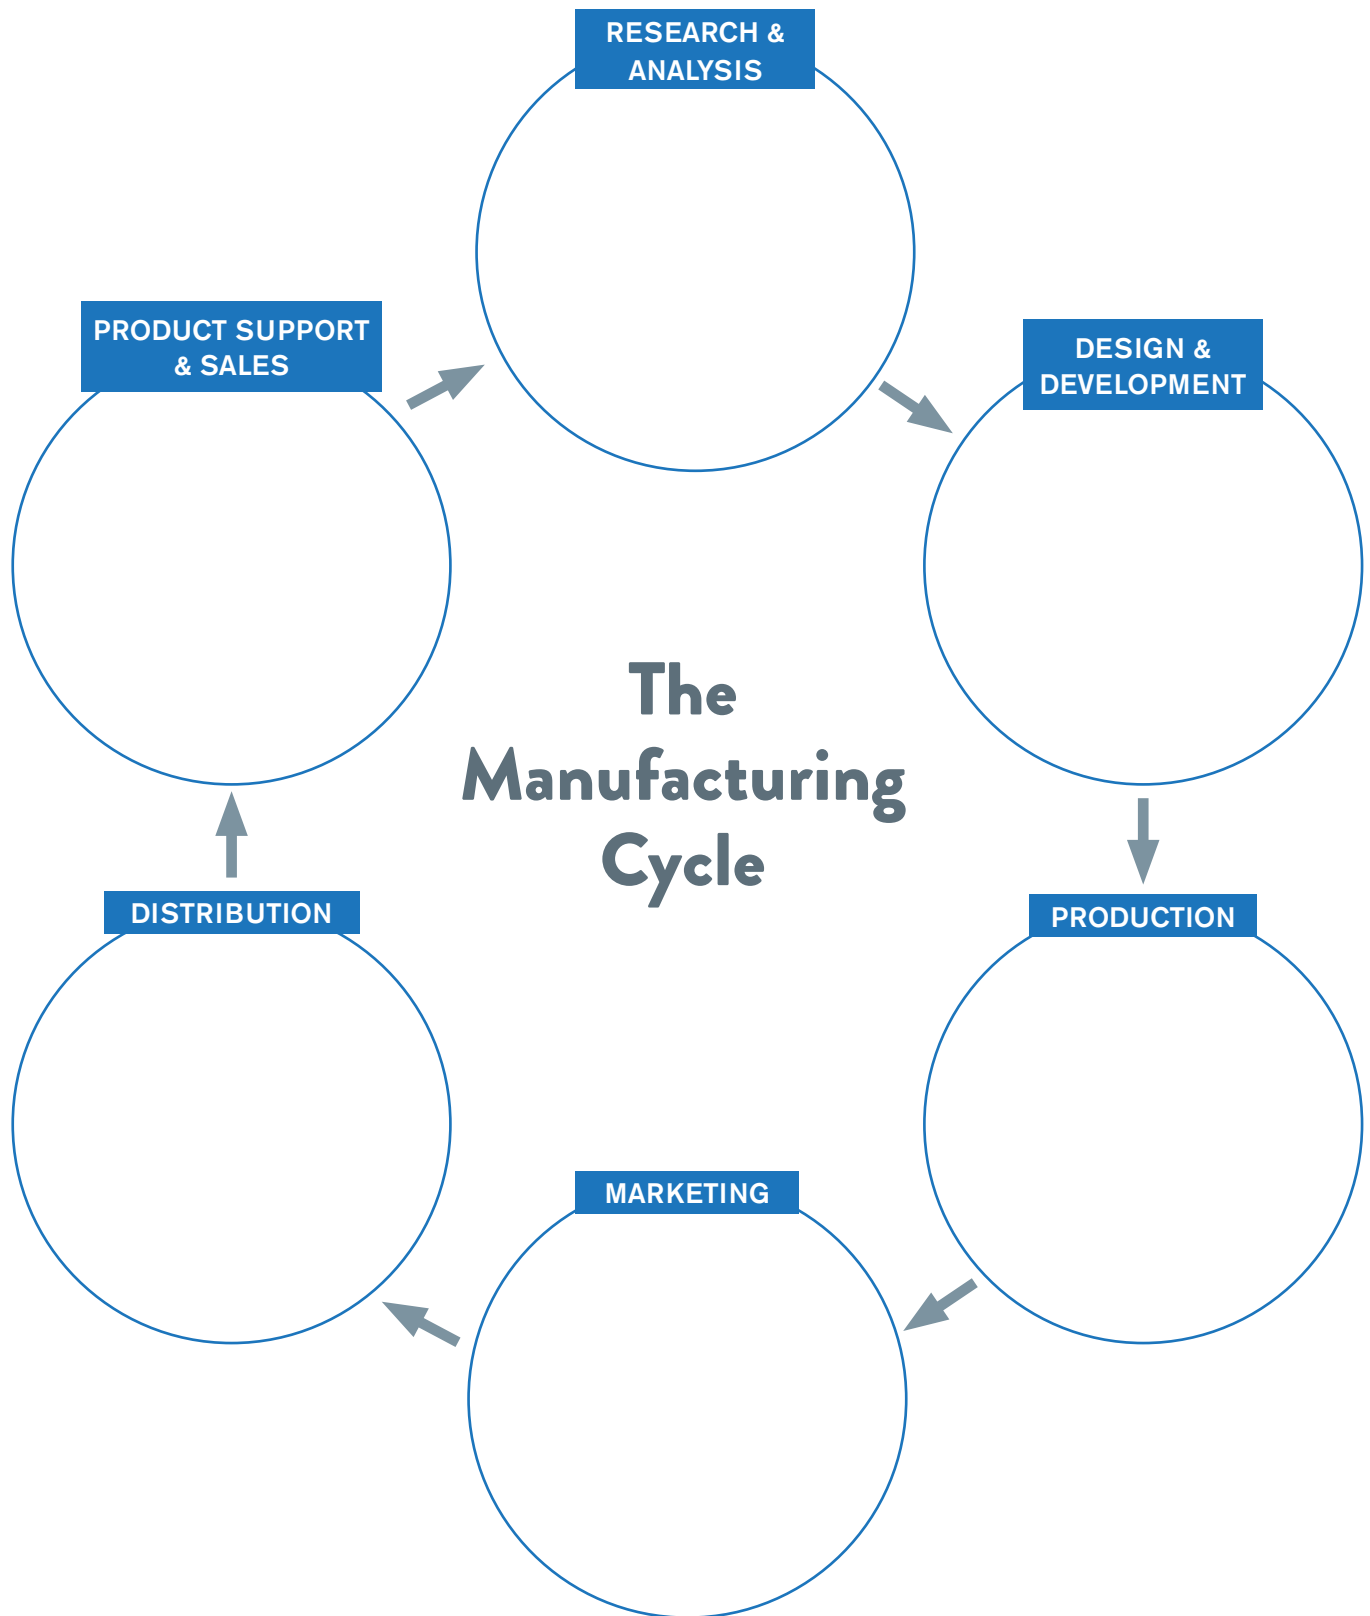 RESEARCH &
ANALYSIS
PRODUCT SUPPORT
& SALES
DESIGN &
DEVELOPMENT
The
Manufacturing
Cycle
DISTRIBUTION
PRODUCTION
MARKETING